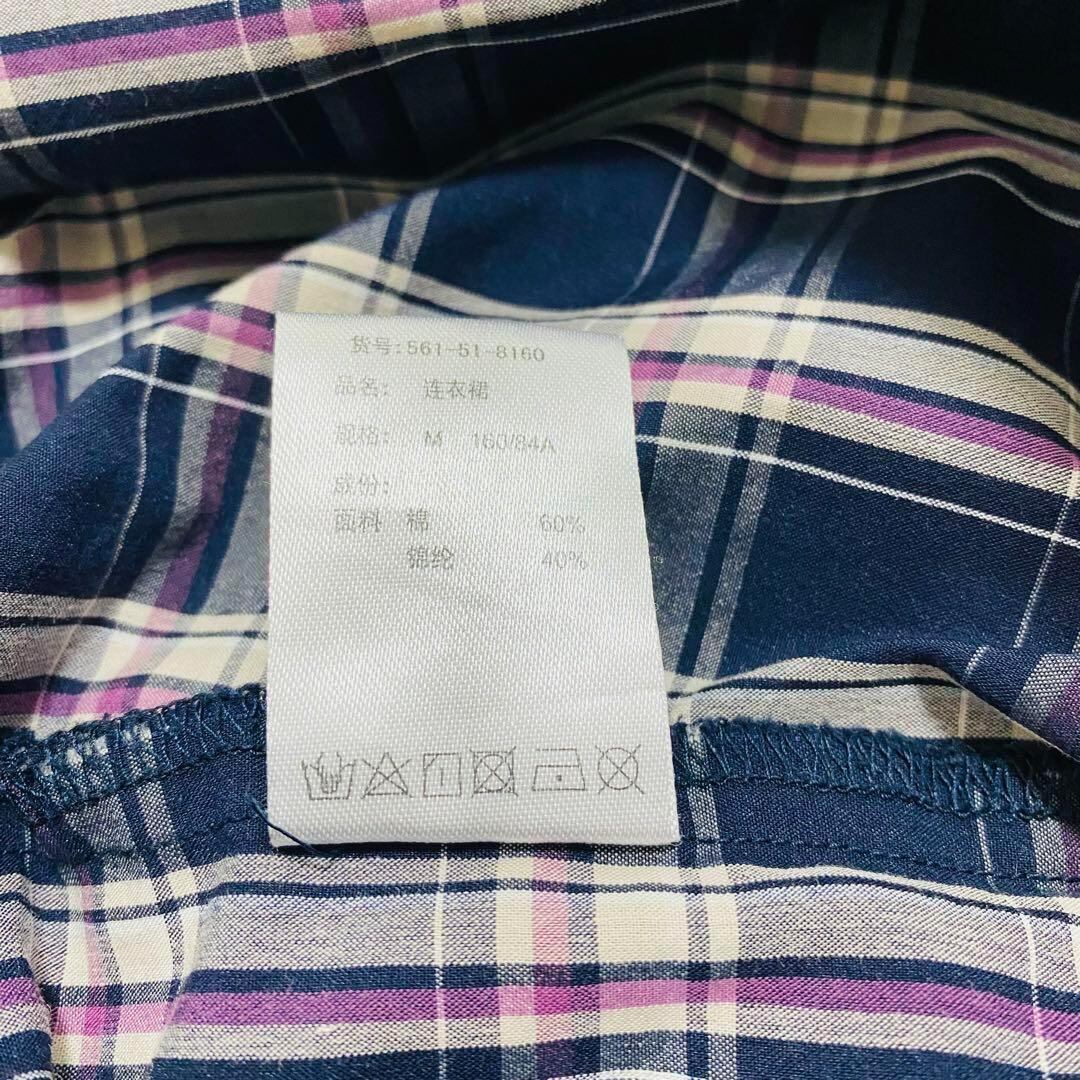 货号:561-51-8160
品名: 连衣裙
规格: M 160/84A
成份:
面料 棉 60%
锦纶 40%